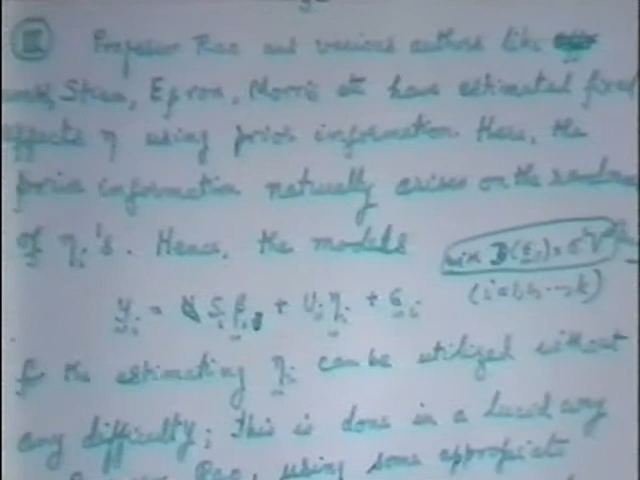 Professor Rao and various authors like
Stein, Efron, Morris etc have estimated fixed
effects η using prior information. Here, the
prior information naturally arises on the random
of ηᵢ's. Hence, the models with D(εᵢ) = σ²V
yᵢ = Sᵢ β + Uᵢ ηᵢ + εᵢ (i=1,2,...,k)
for the estimating ηᵢ can be utilized without
any difficulty; This is done in a lucid way
Rao, using some appropriate